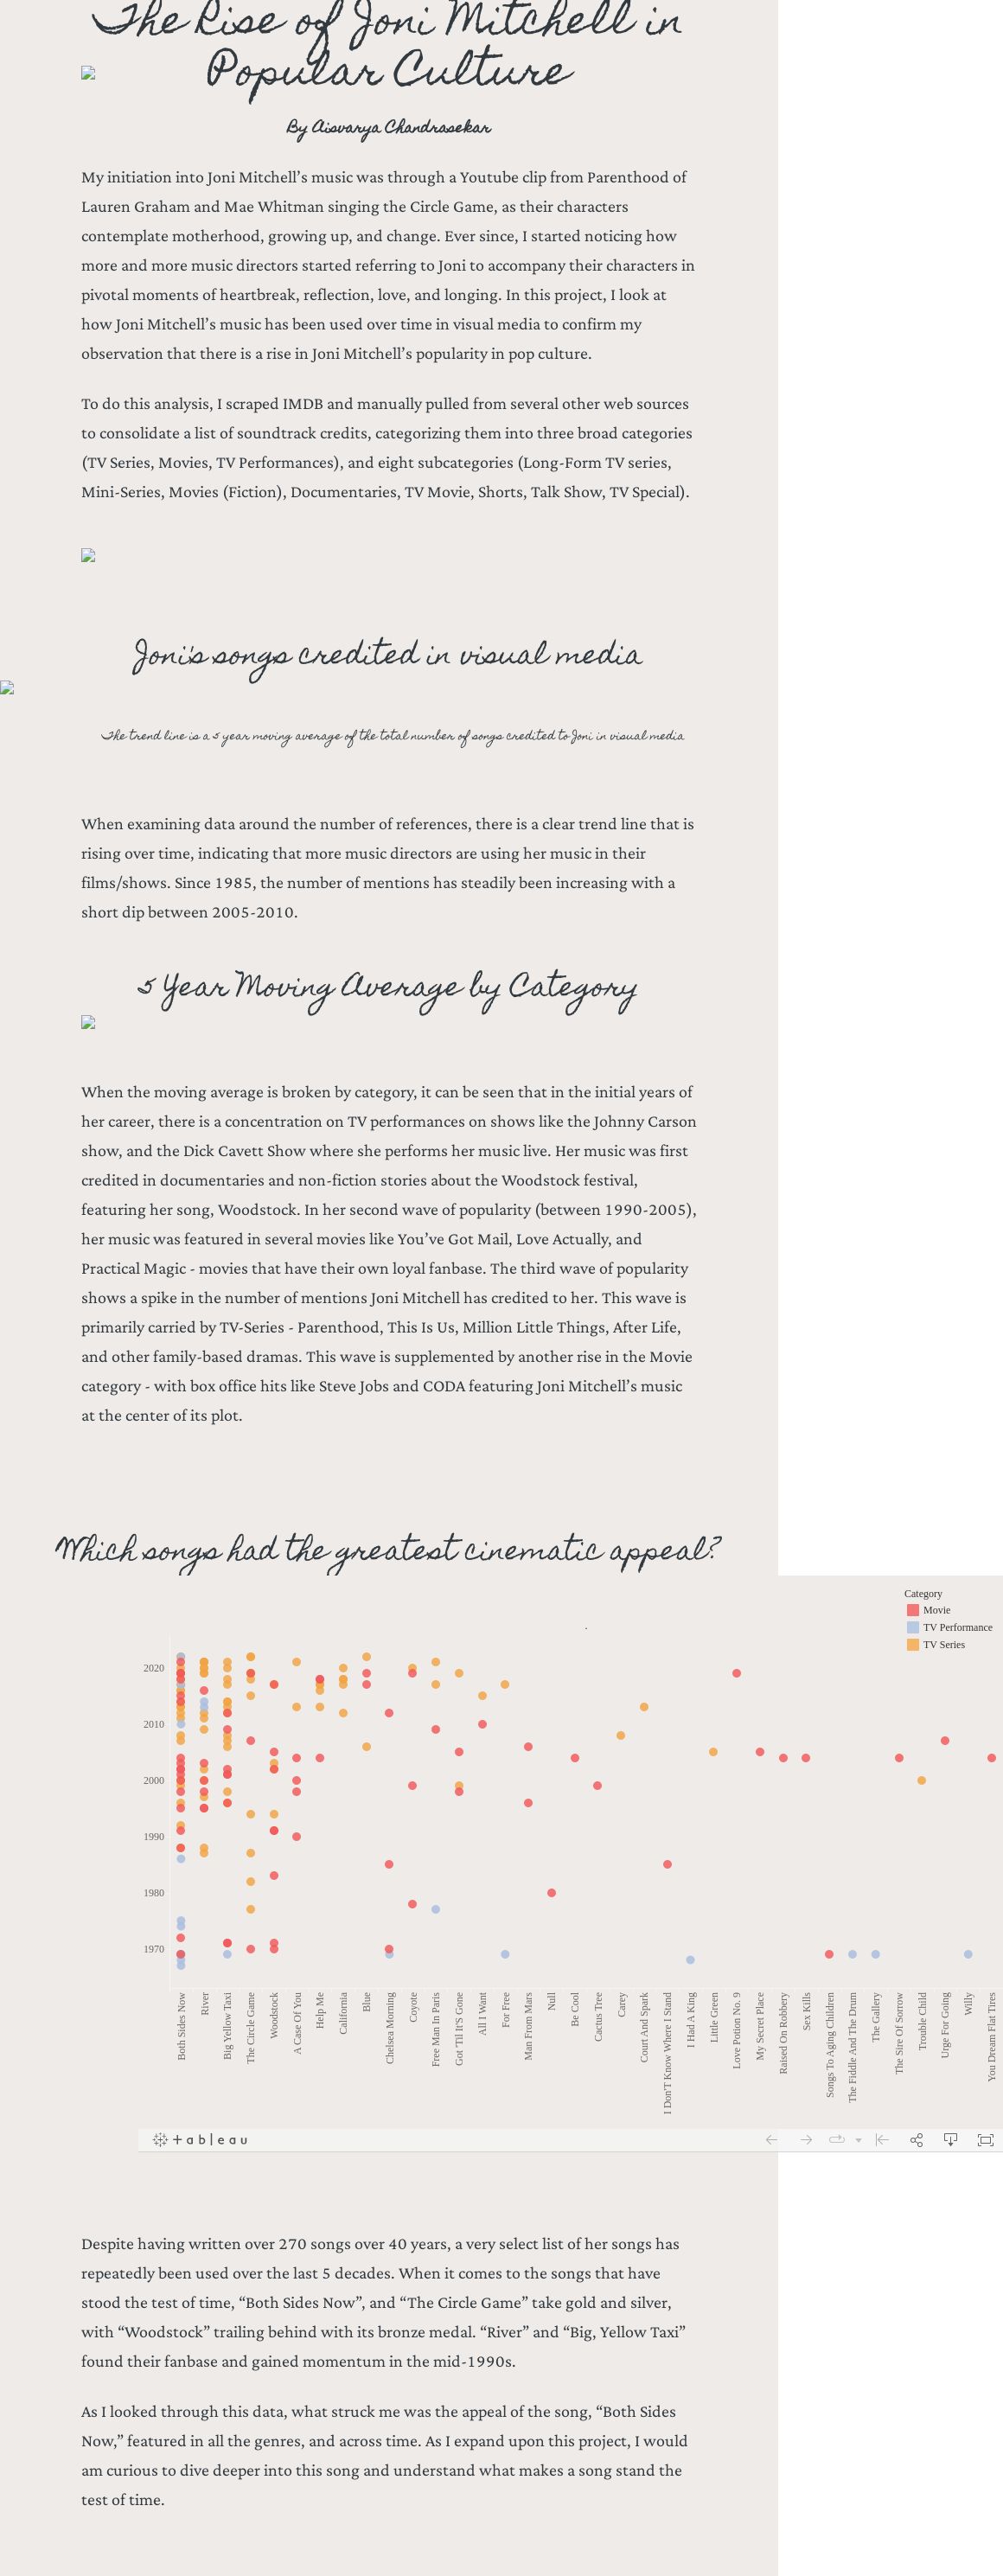 The Rise of Joni Mitchell in
Popular Culture
By Aisvarya Chandrasekar
My initiation into Joni Mitchell’s music was through a Youtube clip from Parenthood of
Lauren Graham and Mae Whitman singing the Circle Game, as their characters
contemplate motherhood, growing up, and change. Ever since, I started noticing how
more and more music directors started referring to Joni to accompany their characters in
pivotal moments of heartbreak, reflection, love, and longing. In this project, I look at
how Joni Mitchell’s music has been used over time in visual media to confirm my
observation that there is a rise in Joni Mitchell’s popularity in pop culture.
To do this analysis, I scraped IMDB and manually pulled from several other web sources
to consolidate a list of soundtrack credits, categorizing them into three broad categories
(TV Series, Movies, TV Performances), and eight subcategories (Long-Form TV series,
Mini-Series, Movies (Fiction), Documentaries, TV Movie, Shorts, Talk Show, TV Special).
Joni's songs credited in visual media
The trend line is a 5 year moving average of the total number of songs credited to Joni in visual media
When examining data around the number of references, there is a clear trend line that is
rising over time, indicating that more music directors are using her music in their
films/shows. Since 1985, the number of mentions has steadily been increasing with a
short dip between 2005-2010.
5 Year Moving Average by Category
When the moving average is broken by category, it can be seen that in the initial years of
her career, there is a concentration on TV performances on shows like the Johnny Carson
show, and the Dick Cavett Show where she performs her music live. Her music was first
credited in documentaries and non-fiction stories about the Woodstock festival,
featuring her song, Woodstock. In her second wave of popularity (between 1990-2005),
her music was featured in several movies like You’ve Got Mail, Love Actually, and
Practical Magic - movies that have their own loyal fanbase. The third wave of popularity
shows a spike in the number of mentions Joni Mitchell has credited to her. This wave is
primarily carried by TV-Series - Parenthood, This Is Us, Million Little Things, After Life,
and other family-based dramas. This wave is supplemented by another rise in the Movie
category - with box office hits like Steve Jobs and CODA featuring Joni Mitchell’s music
at the center of its plot.
Which songs had the greatest cinematic appeal?
Category
Movie
TV Performance
TV Series
2020
2010
2000
1990
1980
1970
Both Sides Now
River
Big Yellow Taxi
The Circle Game
Woodstock
A Case Of You
Help Me
California
Blue
Chelsea Morning
Coyote
Free Man In Paris
Got 'Til It'S Gone
All I Want
For Free
Man From Mars
Null
Be Cool
Cactus Tree
Carey
Court And Spark
I Don'T Know Where I Stand
I Had A King
Little Green
Love Potion No. 9
My Secret Place
Raised On Robbery
Sex Kills
Songs To Aging Children
The Fiddle And The Drum
The Gallery
The Sire Of Sorrow
Trouble Child
Urge For Going
Willy
You Dream Flat Tires
+ableau
Despite having written over 270 songs over 40 years, a very select list of her songs has
repeatedly been used over the last 5 decades. When it comes to the songs that have
stood the test of time, “Both Sides Now”, and “The Circle Game” take gold and silver,
with “Woodstock” trailing behind with its bronze medal. “River” and “Big, Yellow Taxi”
found their fanbase and gained momentum in the mid-1990s.
As I looked through this data, what struck me was the appeal of the song, “Both Sides
Now,” featured in all the genres, and across time. As I expand upon this project, I would
am curious to dive deeper into this song and understand what makes a song stand the
test of time.